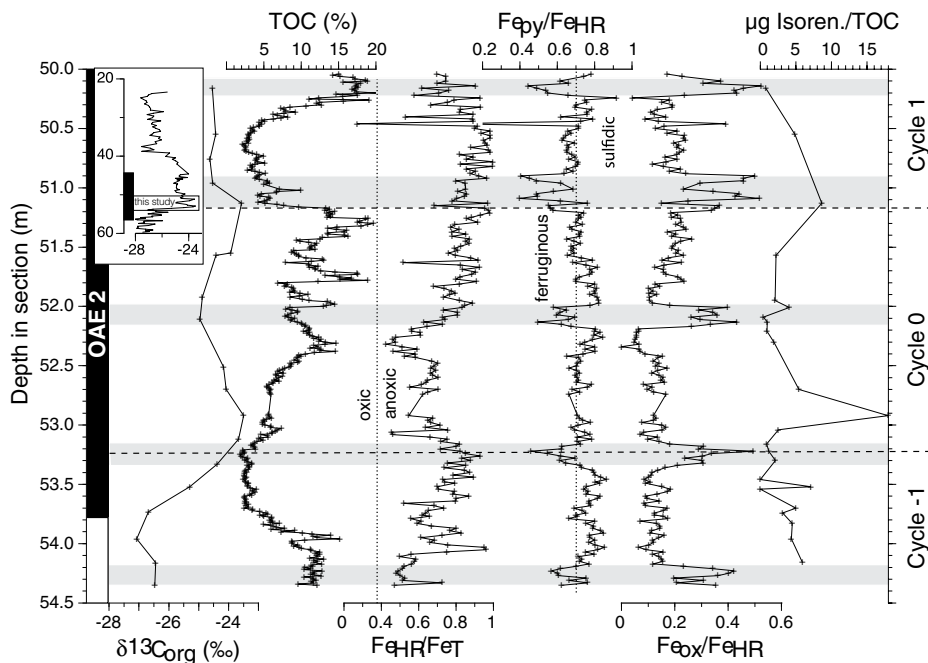 TOC (%)
Fepy/FeHR
µg Isoren./TOC
5 10 15 20
0.2 0.4 0.6 0.8 1
0 5 10 15
50.0
50.5
51.0
51.5
52.0
52.5
53.0
53.5
54.0
54.5
Depth in section (m)
OAE 2
20
40
60
this study
-28 -26 -24
oxic
anoxic
ferruginous
sulfidic
Cycle 1
Cycle 0
Cycle -1
-28 -26 -24
0 0.2 0.4 0.6 0.8 1
0 0.2 0.4 0.6
δ13Corg (‰)
FeHR/FeT
Feox/FeHR